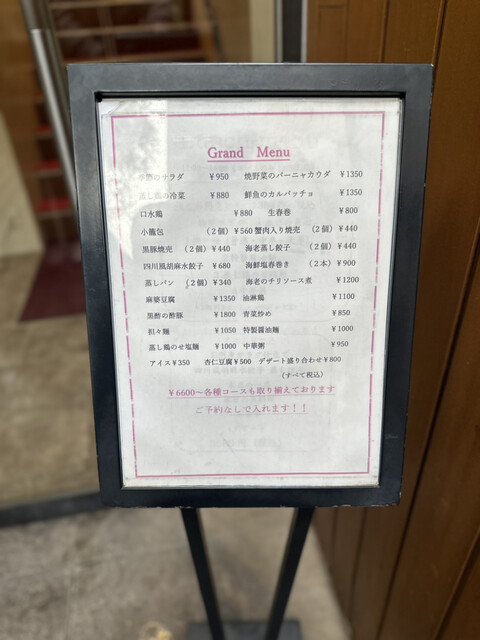 Grand Menu
季節のサラダ ¥950 焼野菜のバーニャカウダ ¥1350
蒸し鶏の冷菜 ¥880 鮮魚のカルパッチョ ¥1350
口水鶏 ¥880 生春巻 ¥800
小籠包 (2個) ¥560 蟹肉入り焼売 (2個) ¥440
黒豚焼売 (2個) ¥440 海老蒸し餃子 (2個) ¥440
四川風胡麻水餃子 ¥680 海鮮塩春巻き (2本) ¥900
蒸しパン (2個) ¥340 海老のチリソース煮 ¥1200
麻婆豆腐 ¥1350 油淋鶏 ¥1100
黒酢の酢豚 ¥1800 青菜炒め ¥850
担々麺 ¥1050 特製醤油麺 ¥1000
蒸し鶏のせ塩麺 ¥1000 中華粥 ¥950
アイス ¥350 杏仁豆腐 ¥500 デザート盛り合わせ ¥800
(すべて税込)
¥6600～各種コースも取り揃えております
ご予約なしで入れます！！